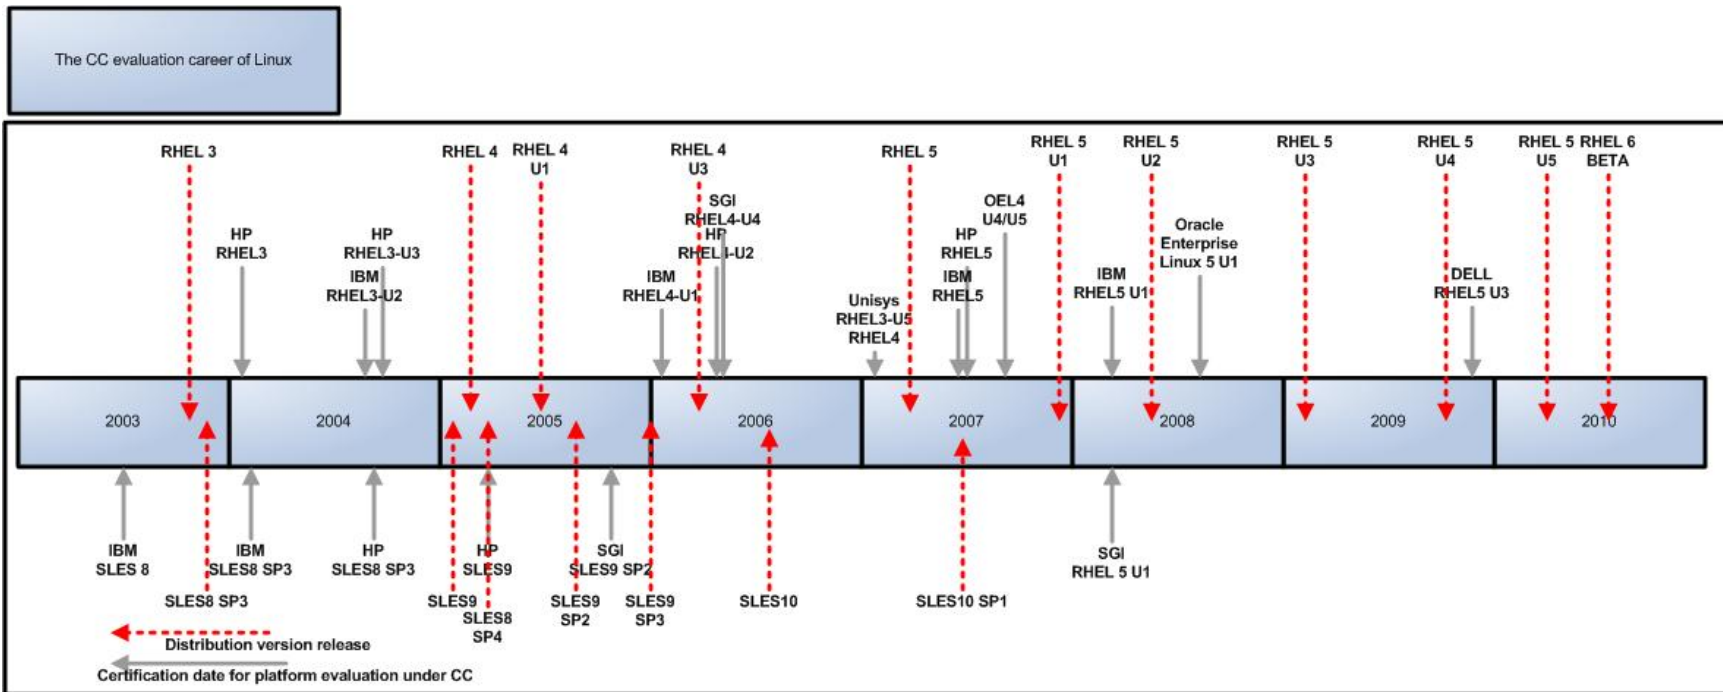 The CC evaluation career of Linux
RHEL 3
RHEL 4
RHEL 4
U1
RHEL 4
U3
RHEL 5
RHEL 5
U1
RHEL 5
U2
RHEL 5
U3
RHEL 5
U4
RHEL 5
U5
RHEL 6
BETA
HP
RHEL3
HP
RHEL3-U3
IBM
RHEL3-U2
SGI
RHEL4-U4
HP
RHEL4-U2
IBM
RHEL4-U1
Unisys
RHEL3-U5
RHEL4
HP
RHEL5
IBM
RHEL5
OEL4
U4/U5
IBM
RHEL5 U1
Oracle
Enterprise
Linux 5 U1
DELL
RHEL5 U3
2003
2004
2005
2006
2007
2008
2009
2010
IBM
SLES 8
IBM
SLES8 SP3
HP
SLES8 SP3
HP
SLES9
SGI
SLES9 SP2
SGI
RHEL 5 U1
SLES8 SP3
SLES9
SLES8
SP4
SLES9
SP2
SLES9
SP3
SLES10
SLES10 SP1
Distribution version release
Certification date for platform evaluation under CC